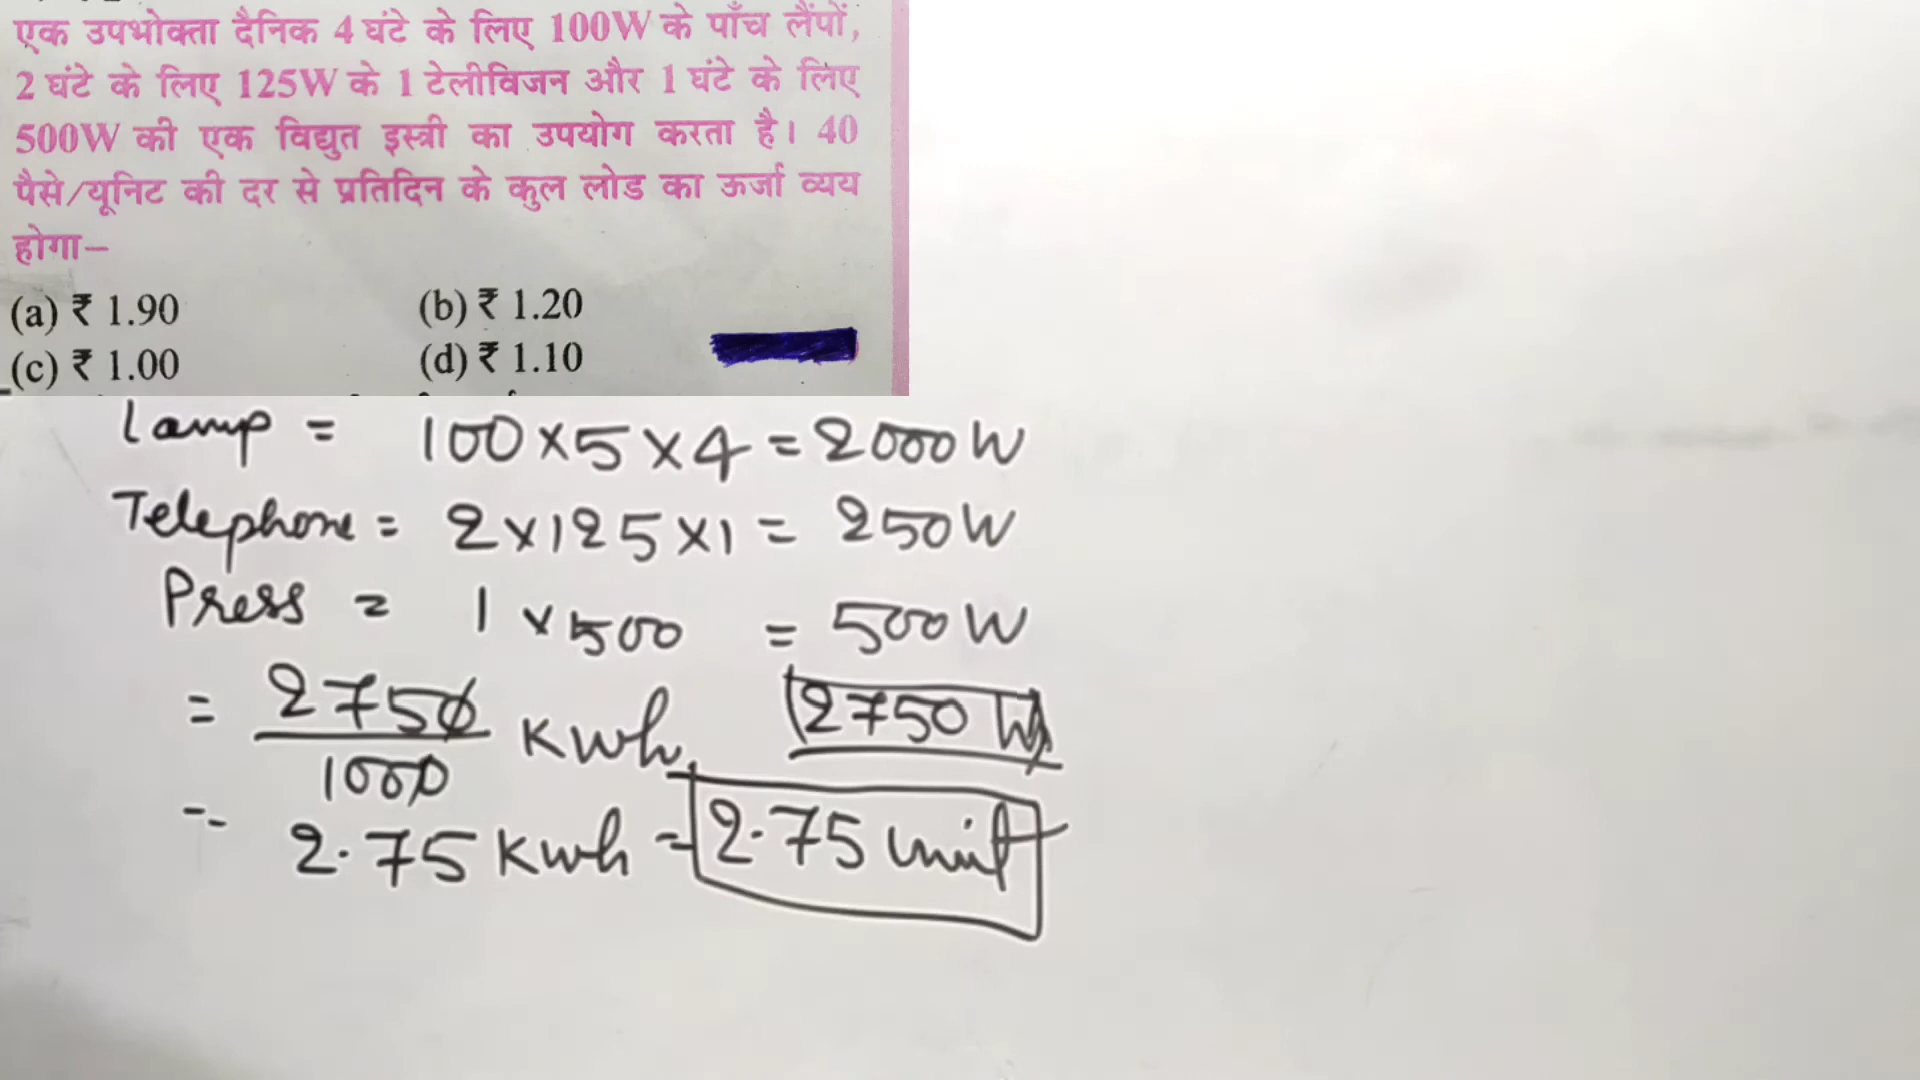 एक उपभोक्ता दैनिक 4 घंटे के लिए 100W के पाँच लैंपों,
2 घंटे के लिए 125W के 1 टेलीविजन और 1 घंटे के लिए
500W की एक विद्युत इस्त्री का उपयोग करता है। 40
पैसे/यूनिट की दर से प्रतिदिन के कुल लोड का ऊर्जा व्यय
होगा–
(a) ₹ 1.90 (b) ₹ 1.20
(c) ₹ 1.00 (d) ₹ 1.10
Lamp = 100 × 5 × 4 = 2000 W
Telephone = 2 × 125 × 1 = 250 W
Press = 1 × 500 = 500 W
= 2750/1000 Kwh 2750 W
= 2.75 Kwh = 2.75 unit